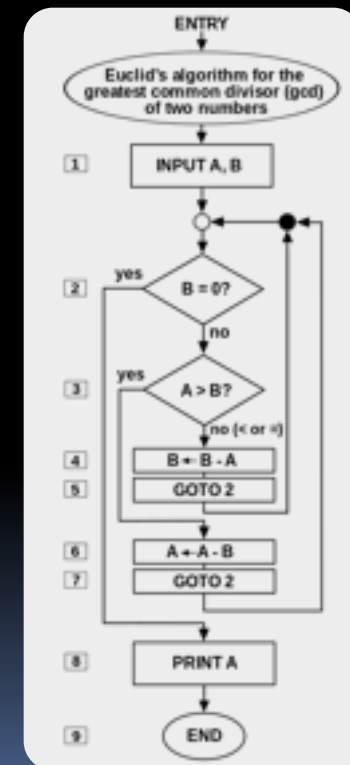 ENTRY
Euclid's algorithm for the
greatest common divisor (gcd)
of two numbers
1
INPUT A, B
2
yes
B = 0?
no
3
yes
A > B?
no (< or =)
4
B ← B - A
5
GOTO 2
6
A ← A - B
7
GOTO 2
8
PRINT A
9
END